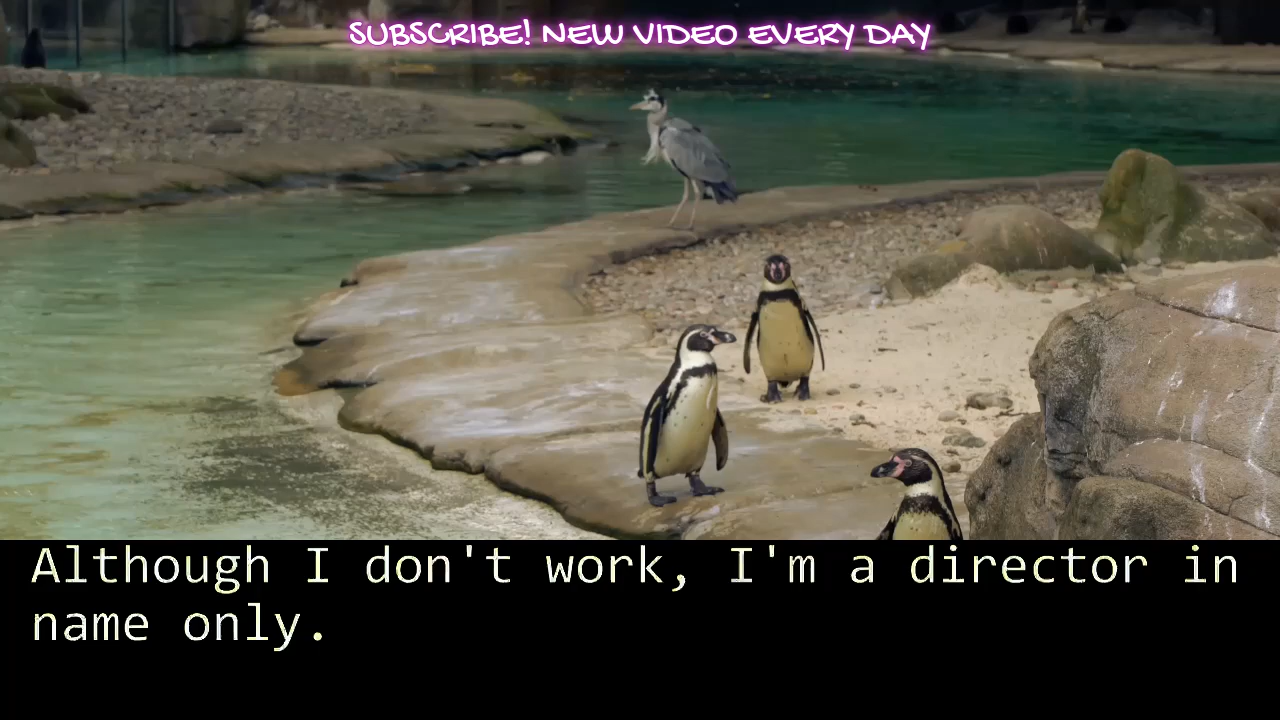 SUBSCRIBE! NEW VIDEO EVERY DAY
Although I don't work, I'm a director in
name only.